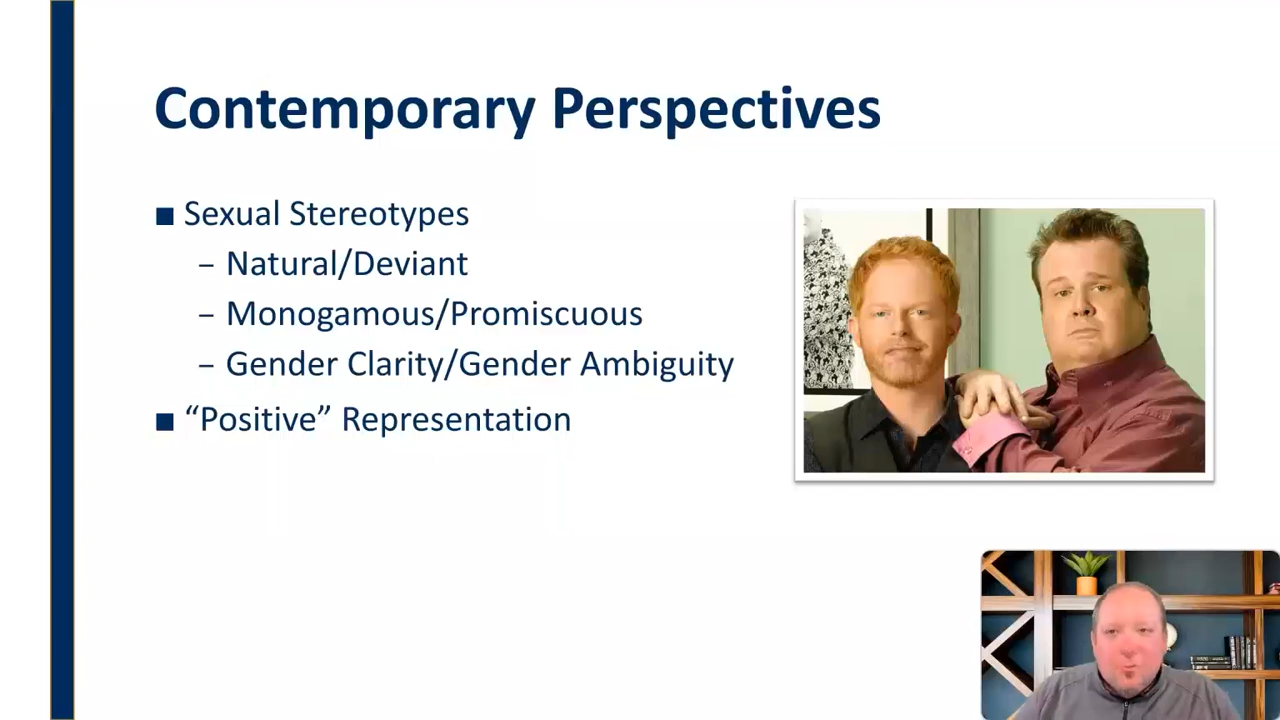 Contemporary Perspectives
■ Sexual Stereotypes
– Natural/Deviant
– Monogamous/Promiscuous
– Gender Clarity/Gender Ambiguity
■ “Positive” Representation